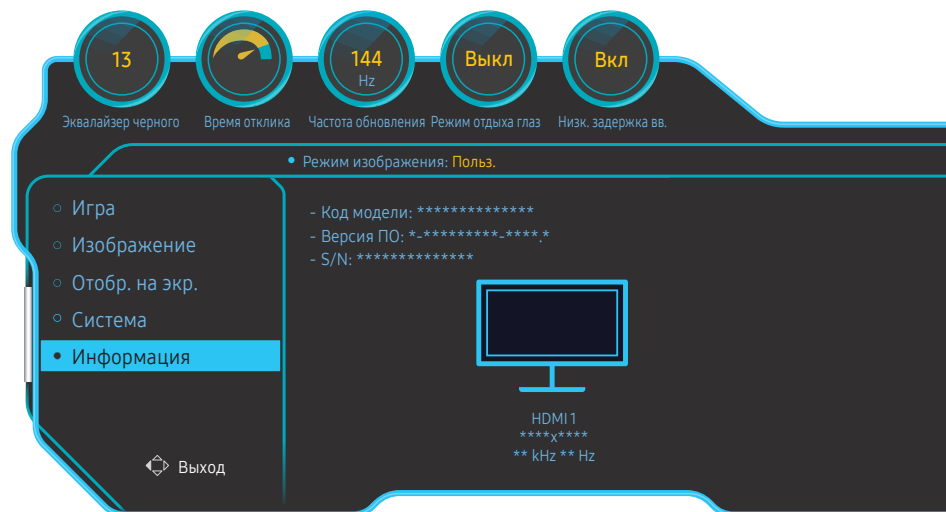 13
144
Hz
Выкл
Вкл
Эквалайзер черного
Время отклика
Частота обновления
Режим отдыха глаз
Низк. задержка вв.
• Режим изображения: Польз.
Игра
Изображение
Отобр. на экр.
Система
Информация
- Код модели: **************
- Версия ПО: *-*********-****.*
- S/N: **************
HDMI 1
****x****
** kHz ** Hz
Выход